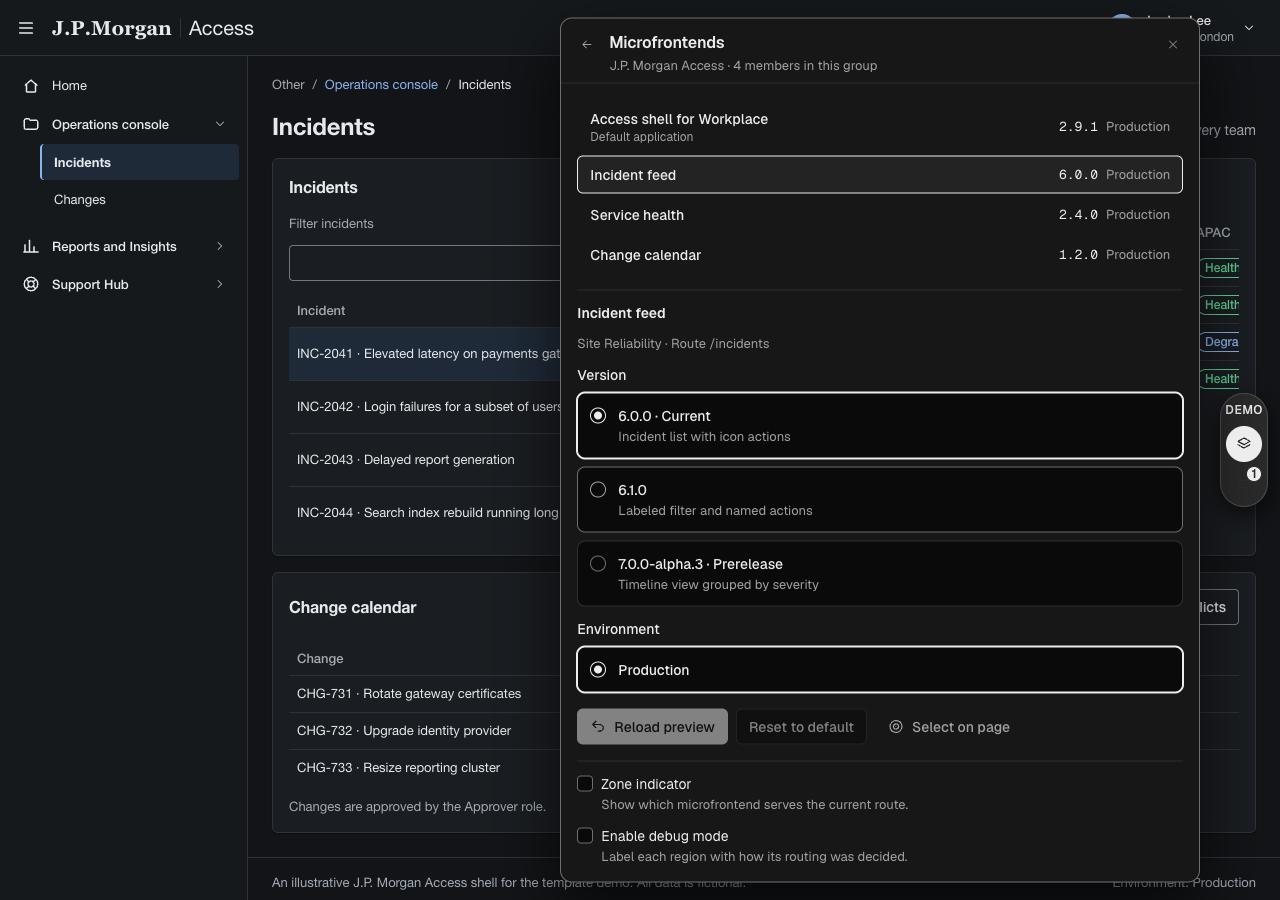 J.P.Morgan Access
Home
Operations console
Incidents
Changes
Reports and Insights
Support Hub
Other / Operations console / Incidents
Incidents
Incidents
Filter incidents
Incident
INC-2041 · Elevated latency on payments
INC-2042 · Login failures for a subset of users
INC-2043 · Delayed report generation
INC-2044 · Search index rebuild running long
Change calendar
Change
CHG-731 · Rotate gateway certificates
CHG-732 · Upgrade identity provider
CHG-733 · Resize reporting cluster
Changes are approved by the Approver role.
An illustrative J.P. Morgan Access shell for the template demo. All data is fictional.
Environment: Production
Microfrontends
J.P. Morgan Access · 4 members in this group
Access shell for Workplace 2.9.1 Production
Default application
Incident feed 6.0.0 Production
Service health 2.4.0 Production
Change calendar 1.2.0 Production
Incident feed
Site Reliability · Route /incidents
Version
6.0.0 · Current
Incident list with icon actions
6.1.0
Labeled filter and named actions
7.0.0-alpha.3 · Prerelease
Timeline view grouped by severity
Environment
Production
Reload preview
Reset to default
Select on page
Zone indicator
Show which microfrontend serves the current route.
Enable debug mode
Label each region with how its routing was decided.
Lee
team
APAC
Health
Health
Degra
Health
DEMO
1